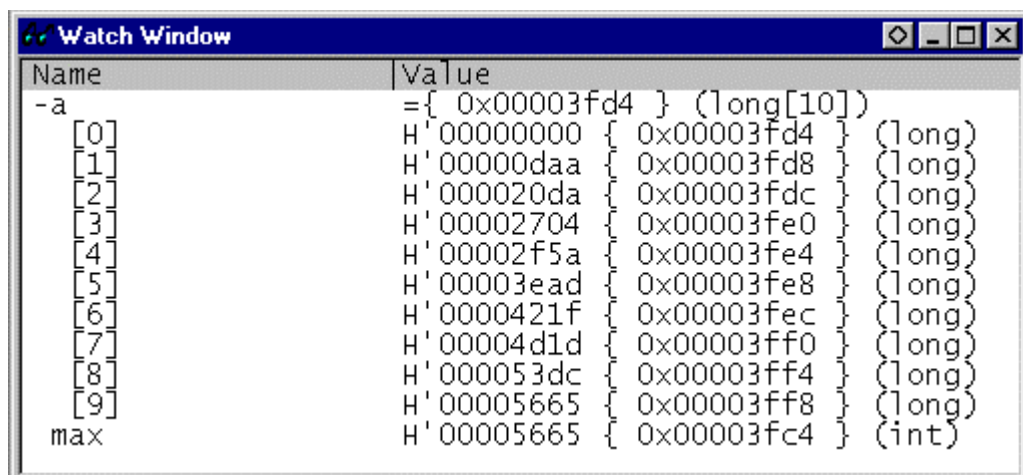 Watch Window
Name Value
-a ={ 0x00003fd4 } (long[10])
[0] H'00000000 { 0x00003fd4 } (long)
[1] H'00000daa { 0x00003fd8 } (long)
[2] H'000020da { 0x00003fdc } (long)
[3] H'00002704 { 0x00003fe0 } (long)
[4] H'00002f5a { 0x00003fe4 } (long)
[5] H'00003ead { 0x00003fe8 } (long)
[6] H'0000421f { 0x00003fec } (long)
[7] H'00004d1d { 0x00003ff0 } (long)
[8] H'000053dc { 0x00003ff4 } (long)
[9] H'00005665 { 0x00003ff8 } (long)
max H'00005665 { 0x00003fc4 } (int)